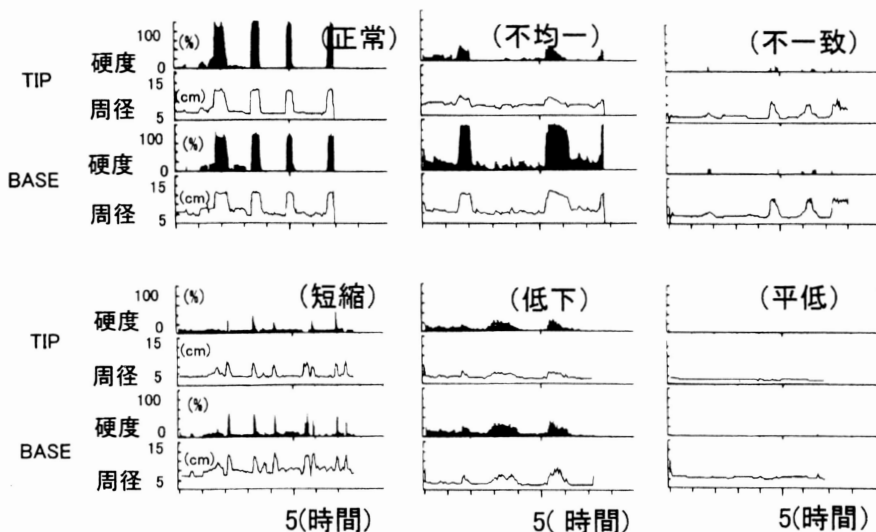 100 (%) (正常) (不均一) (不一致)
硬度 0
TIP
15
周径 (cm)
5
100 (%)
硬度 0
BASE
15
周径 (cm)
5
100 (%) (短縮) (低下) (平低)
硬度 0
TIP
15
周径 (cm)
5
100 (%)
硬度 0
BASE
15
周径 (cm)
5
5(時間) 5( 時間) 5(時間)